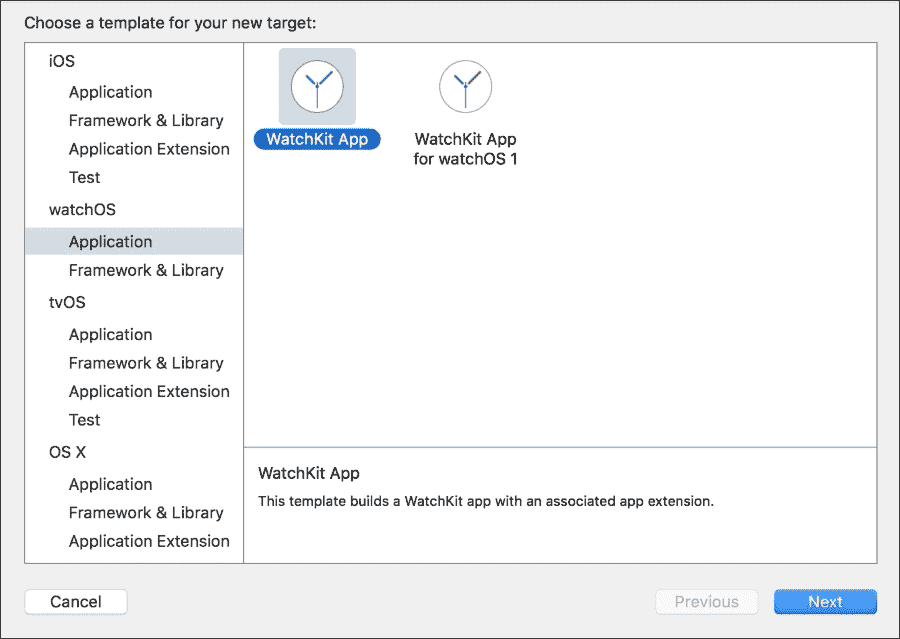 Choose a template for your new target:
iOS
Application
Framework & Library
Application Extension
Test
watchOS
Application
Framework & Library
tvOS
Application
Framework & Library
Application Extension
Test
OS X
Application
Framework & Library
Application Extension
WatchKit App
WatchKit App
for watchOS 1
WatchKit App
This template builds a WatchKit app with an associated app extension.
Cancel
Previous
Next